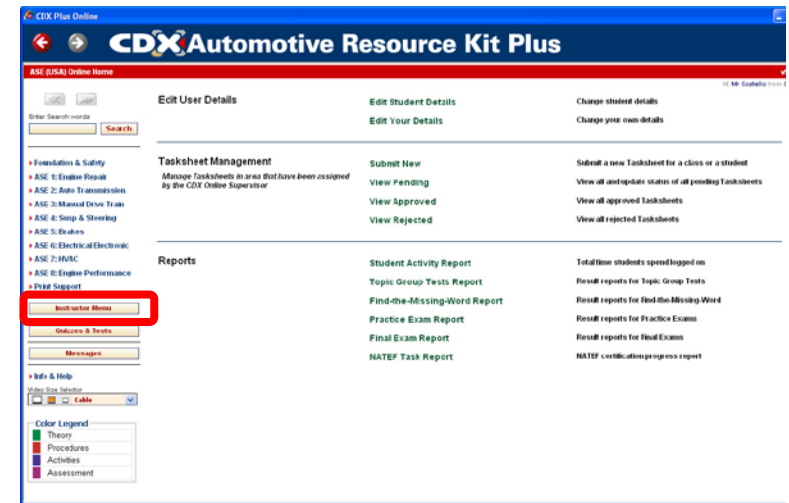 CDX Plus Online
CDX Automotive Resource Kit Plus
ASE (USA) Online Home
Hi Mr Costello from
Enter Search words
Search
Foundation & Safety
ASE 1: Engine Repair
ASE 2: Auto Transmission
ASE 3: Manual Drive Train
ASE 4: Susp & Steering
ASE 5: Brakes
ASE 6: Electrical Electronic
ASE 7: HVAC
ASE 8: Engine Performance
Print Support
Instructor Menu
Quizzes & Tests
Messages
Info & Help
Video Size Selector
Cable
Color Legend
Theory
Procedures
Activities
Assessment
Edit User Details
Edit Student Details Change student details
Edit Your Details Change your own details
Tasksheet Management
Manage Tasksheets in area that have been assigned
by the CDX Online Supervisor
Submit New Submit a new Tasksheet for a class or a student
View Pending View all and update status of all pending Tasksheets
View Approved View all approved Tasksheets
View Rejected View all rejected Tasksheets
Reports
Student Activity Report Total time students spend logged on
Topic Group Tests Report Result reports for Topic Group Tests
Find-the-Missing-Word Report Result reports for Find-the-Missing-Word
Practice Exam Report Result reports for Practice Exams
Final Exam Report Result reports for Final Exams
NATEF Task Report NATEF certification progress report